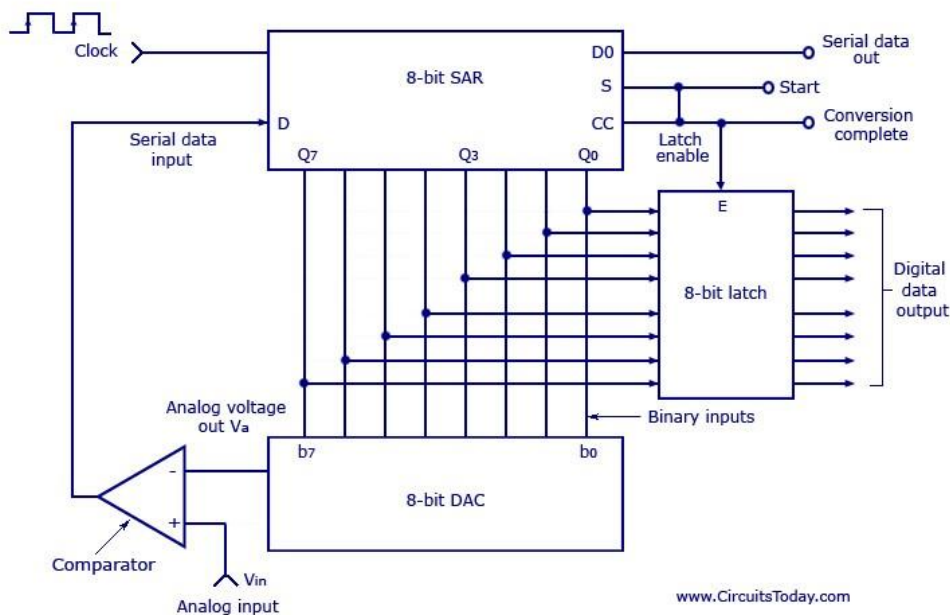 Clock
8-bit SAR
D0
Serial data
out
S
Start
D
CC
Conversion
complete
Serial data
input
Latch
enable
Q7
Q3
Q0
E
8-bit latch
Digital
data
output
Analog voltage
out Va
Binary inputs
b7
b0
-
8-bit DAC
+
Comparator
Vin
Analog input
www.CircuitsToday.com